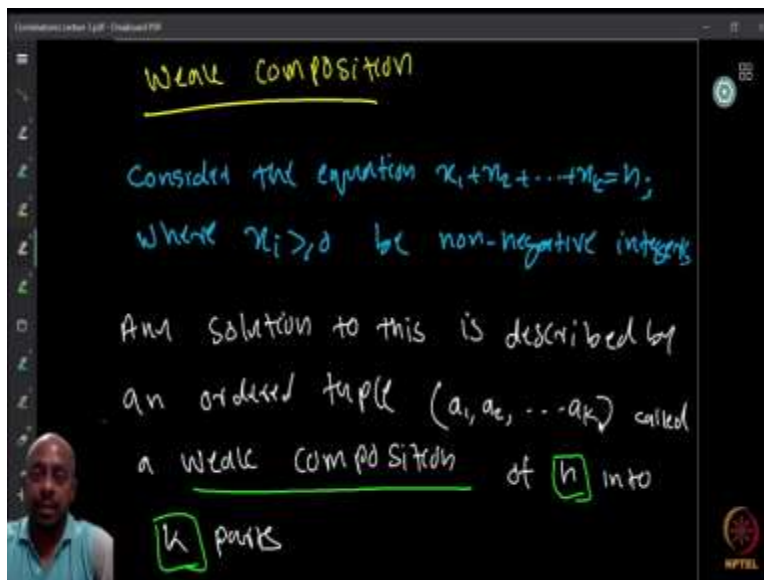 Weak Composition
Consider the equation x₁+x₂+...+xₖ=n;
where xᵢ≥0 be non-negative integers
Any solution to this is described by
an ordered tuple (a₁, a₂, ...aₖ) called
a weak composition of n into
k parts
NPTEL